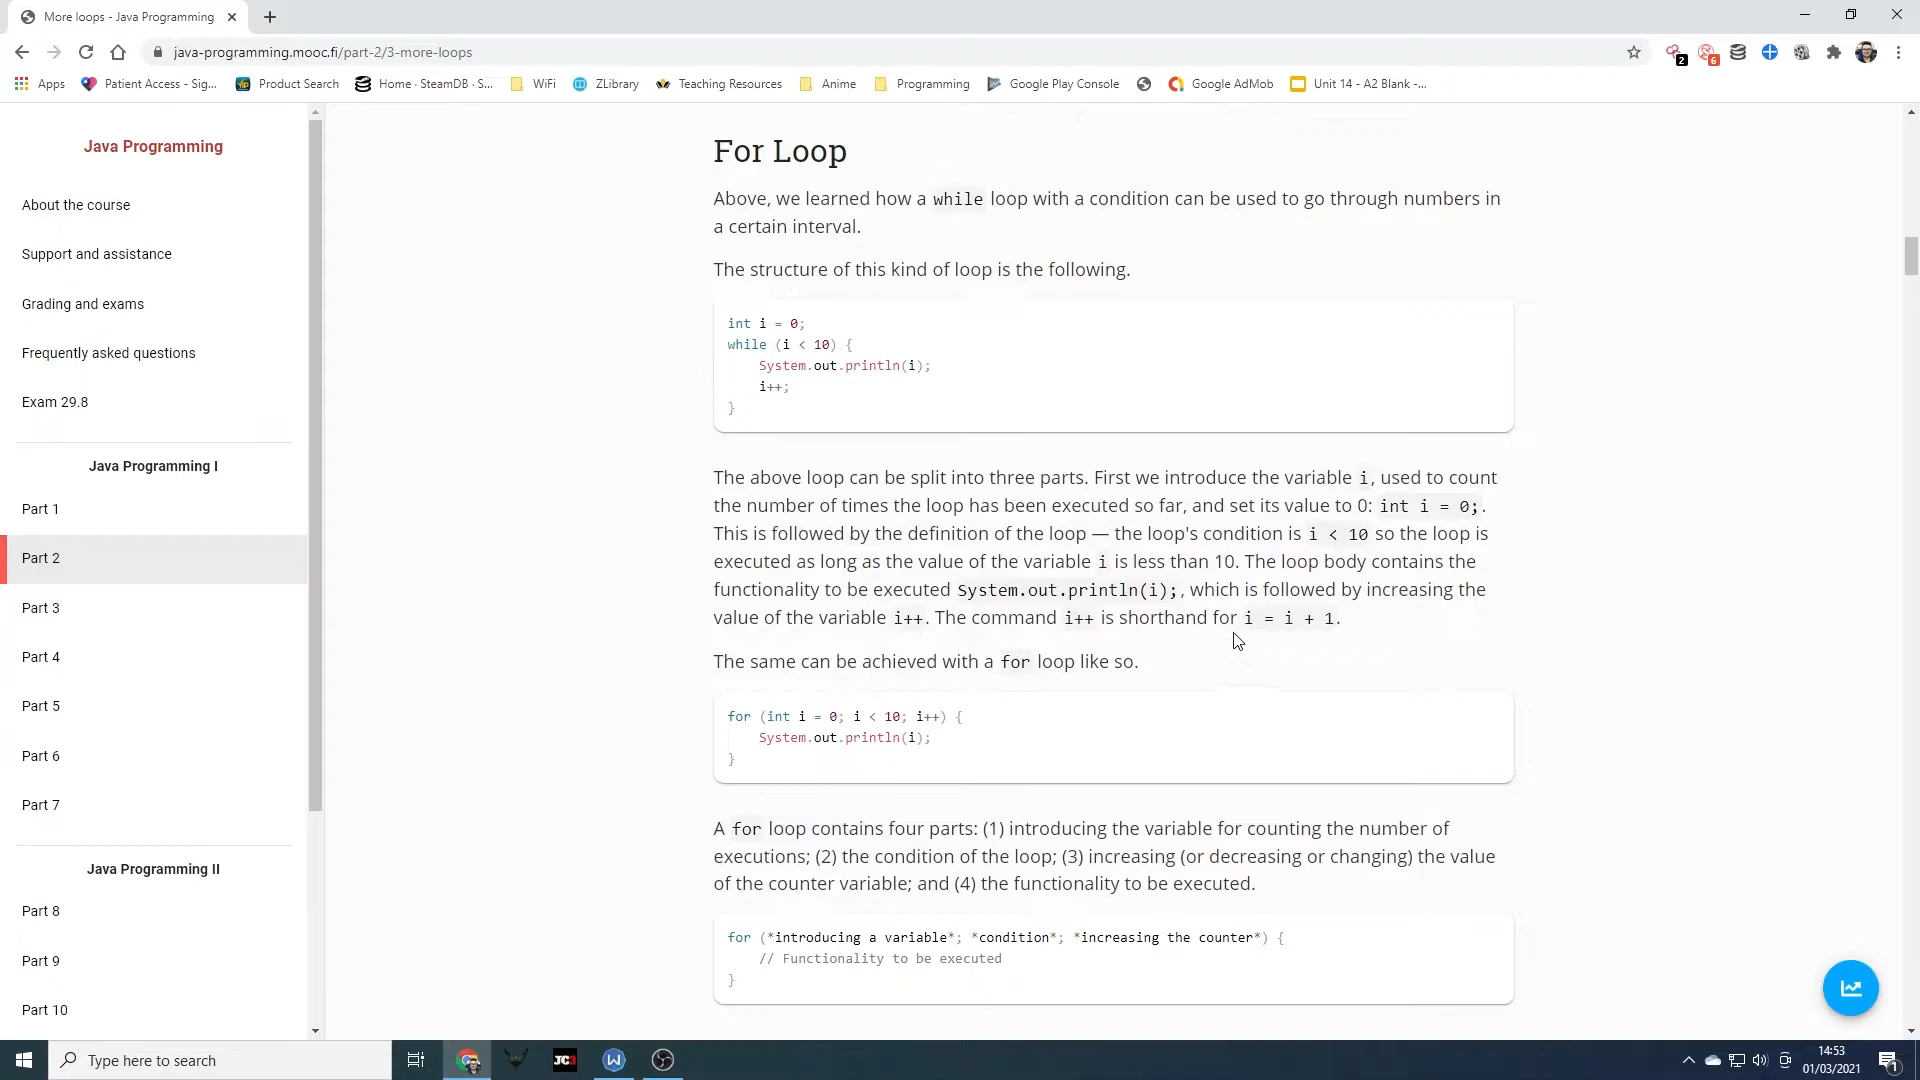 More loops - Java Programming
java-programming.mooc.fi/part-2/3-more-loops
2
6
Apps
Patient Access - Sig...
Product Search
Home · SteamDB · S...
WiFi
ZLibrary
Teaching Resources
Anime
Programming
Google Play Console
Google AdMob
Unit 14 - A2 Blank -...
Java Programming
About the course
Support and assistance
Grading and exams
Frequently asked questions
Exam 29.8
Java Programming I
Part 1
Part 2
Part 3
Part 4
Part 5
Part 6
Part 7
Java Programming II
Part 8
Part 9
Part 10
For Loop
Above, we learned how a while loop with a condition can be used to go through numbers in
a certain interval.
The structure of this kind of loop is the following.
int i = 0;
while (i < 10) {
    System.out.println(i);
    i++;
}
The above loop can be split into three parts. First we introduce the variable i, used to count
the number of times the loop has been executed so far, and set its value to 0: int i = 0;.
This is followed by the definition of the loop — the loop's condition is i < 10 so the loop is
executed as long as the value of the variable i is less than 10. The loop body contains the
functionality to be executed System.out.println(i);, which is followed by increasing the
value of the variable i++. The command i++ is shorthand for i = i + 1.
The same can be achieved with a for loop like so.
for (int i = 0; i < 10; i++) {
    System.out.println(i);
}
A for loop contains four parts: (1) introducing the variable for counting the number of
executions; (2) the condition of the loop; (3) increasing (or decreasing or changing) the value
of the counter variable; and (4) the functionality to be executed.
for (*introducing a variable*; *condition*; *increasing the counter*) {
    // Functionality to be executed
}
Type here to search
JC3
W
14:53
01/03/2021
1